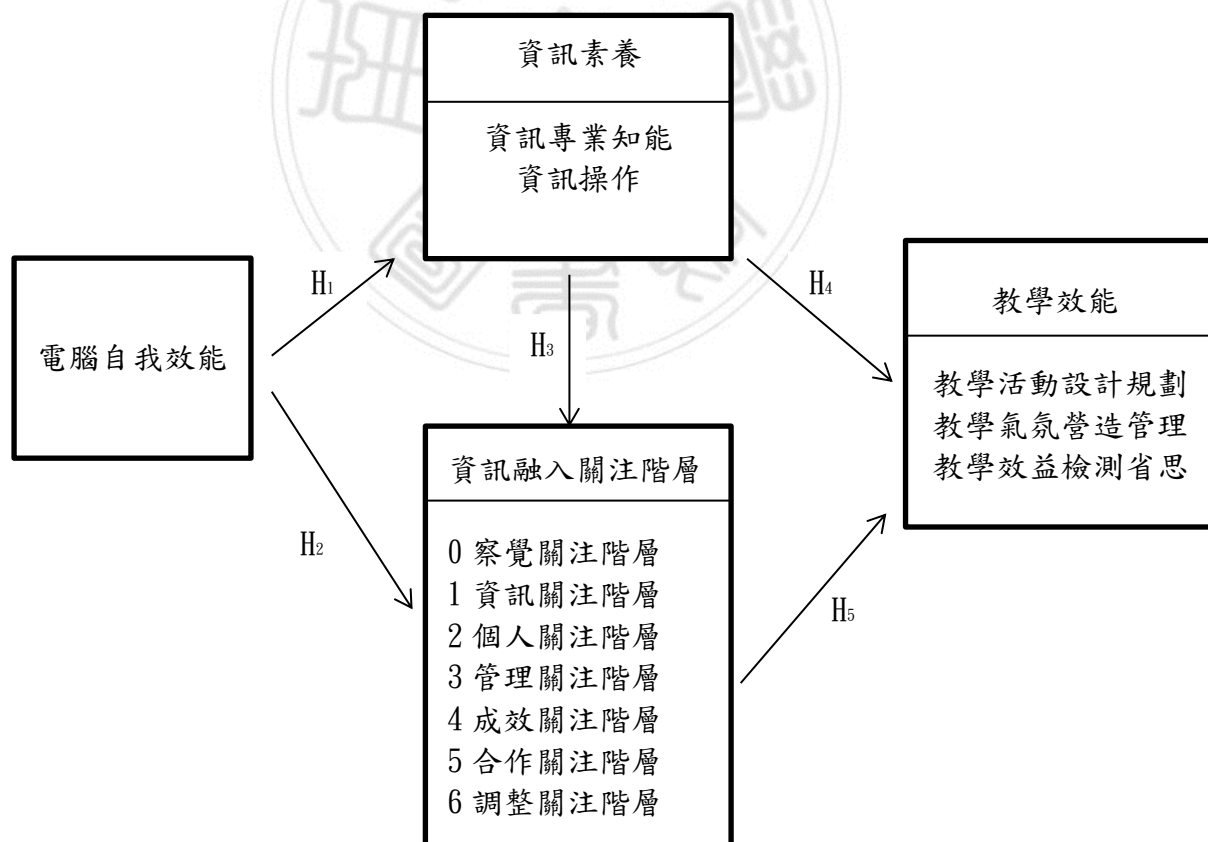 資訊素養
資訊專業知能
資訊操作
電腦自我效能
H1
H2
H3
H4
H5
資訊融入關注階層
0 察覺關注階層
1 資訊關注階層
2 個人關注階層
3 管理關注階層
4 成效關注階層
5 合作關注階層
6 調整關注階層
教學效能
教學活動設計規劃
教學氣氛營造管理
教學效益檢測省思